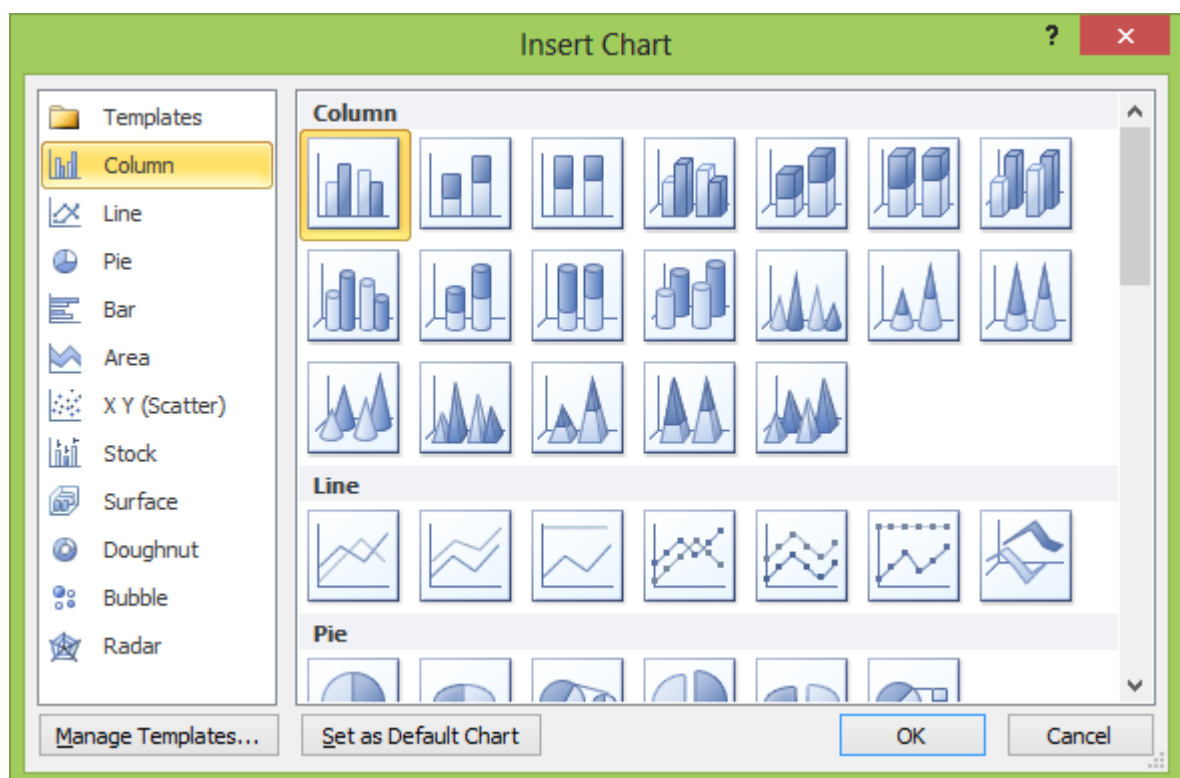 Insert Chart
?
Templates
Column
Line
Pie
Bar
Area
X Y (Scatter)
Stock
Surface
Doughnut
Bubble
Radar
Column
Line
Pie
Manage Templates...
Set as Default Chart
OK
Cancel